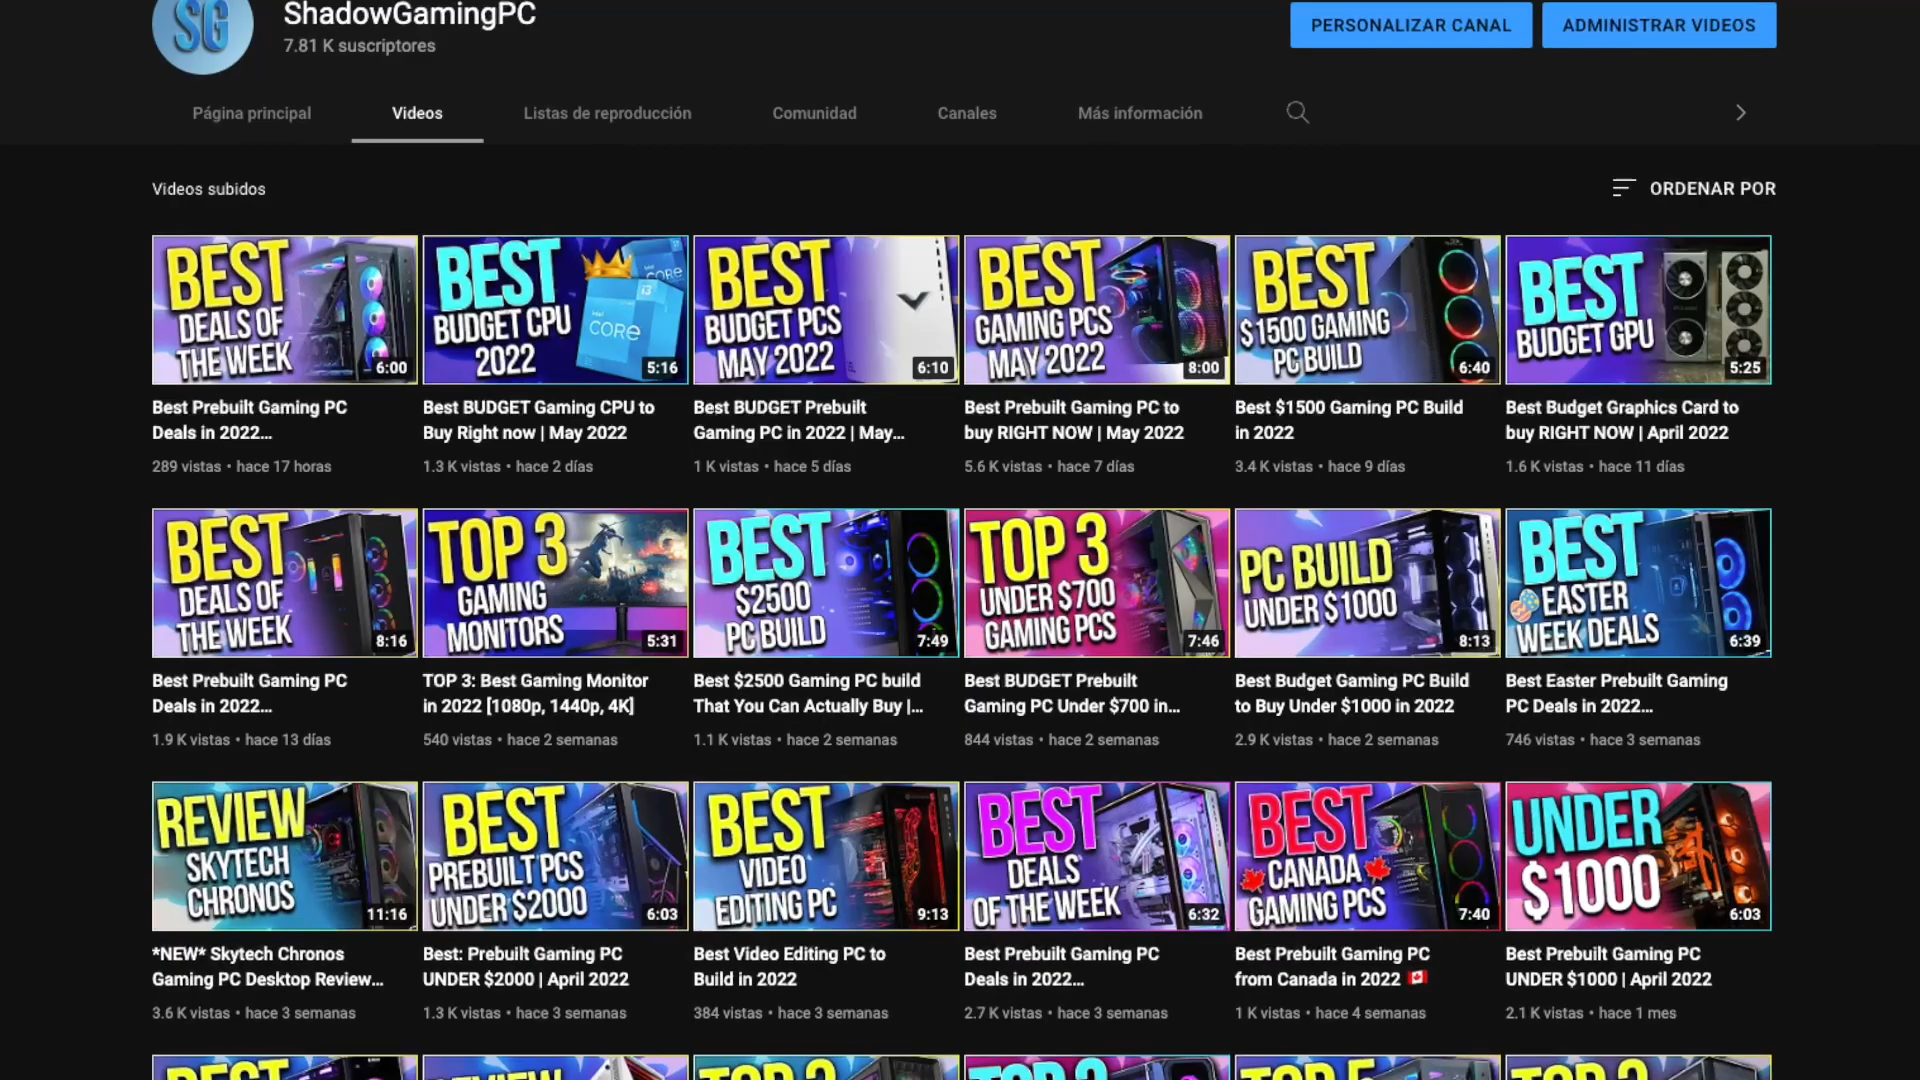 SG
ShadowGamingPC
7.81 K suscriptores
PERSONALIZAR CANAL
ADMINISTRAR VIDEOS
Página principal
Videos
Listas de reproducción
Comunidad
Canales
Más información
Videos subidos
ORDENAR POR
BEST
DEALS OF
THE WEEK
6:00
BEST
BUDGET CPU
2022
intel
CORE
i3
CORE
5:16
BEST
BUDGET PCS
MAY 2022
6:10
BEST
GAMING PCS
MAY 2022
8:00
BEST
$1500 GAMING
PC BUILD
6:40
BEST
BUDGET GPU
5:25
Best Prebuilt Gaming PC
Deals in 2022...
289 vistas • hace 17 horas
Best BUDGET Gaming CPU to
Buy Right now | May 2022
1.3 K vistas • hace 2 días
Best BUDGET Prebuilt
Gaming PC in 2022 | May...
1 K vistas • hace 5 días
Best Prebuilt Gaming PC to
buy RIGHT NOW | May 2022
5.6 K vistas • hace 7 días
Best $1500 Gaming PC Build
in 2022
3.4 K vistas • hace 9 días
Best Budget Graphics Card to
buy RIGHT NOW | April 2022
1.6 K vistas • hace 11 días
BEST
DEALS OF
THE WEEK
8:16
TOP 3
GAMING
MONITORS
5:31
BEST
$2500
PC BUILD
7:49
TOP 3
UNDER $700
GAMING PCS
7:46
PC BUILD
UNDER $1000
8:13
BEST
EASTER
WEEK DEALS
6:39
Best Prebuilt Gaming PC
Deals in 2022...
1.9 K vistas • hace 13 días
TOP 3: Best Gaming Monitor
in 2022 [1080p, 1440p, 4K]
540 vistas • hace 2 semanas
Best $2500 Gaming PC build
That You Can Actually Buy |...
1.1 K vistas • hace 2 semanas
Best BUDGET Prebuilt
Gaming PC Under $700 in...
844 vistas • hace 2 semanas
Best Budget Gaming PC Build
to Buy Under $1000 in 2022
2.9 K vistas • hace 2 semanas
Best Easter Prebuilt Gaming
PC Deals in 2022...
746 vistas • hace 3 semanas
REVIEW
SKYTECH
CHRONOS
11:16
BEST
PREBUILT PCS
UNDER $2000
6:03
BEST
VIDEO
EDITING PC
9:13
BEST
DEALS
OF THE WEEK
6:32
BEST
CANADA
GAMING PCS
7:40
UNDER
$1000
6:03
*NEW* Skytech Chronos
Gaming PC Desktop Review...
3.6 K vistas • hace 3 semanas
Best: Prebuilt Gaming PC
UNDER $2000 | April 2022
1.3 K vistas • hace 3 semanas
Best Video Editing PC to
Build in 2022
384 vistas • hace 3 semanas
Best Prebuilt Gaming PC
Deals in 2022...
2.7 K vistas • hace 3 semanas
Best Prebuilt Gaming PC
from Canada in 2022 🇨🇦
1 K vistas • hace 4 semanas
Best Prebuilt Gaming PC
UNDER $1000 | April 2022
2.1 K vistas • hace 1 mes
BEST
REVIEW
TOP 3
TOP 3
TOP 5
TOP 3